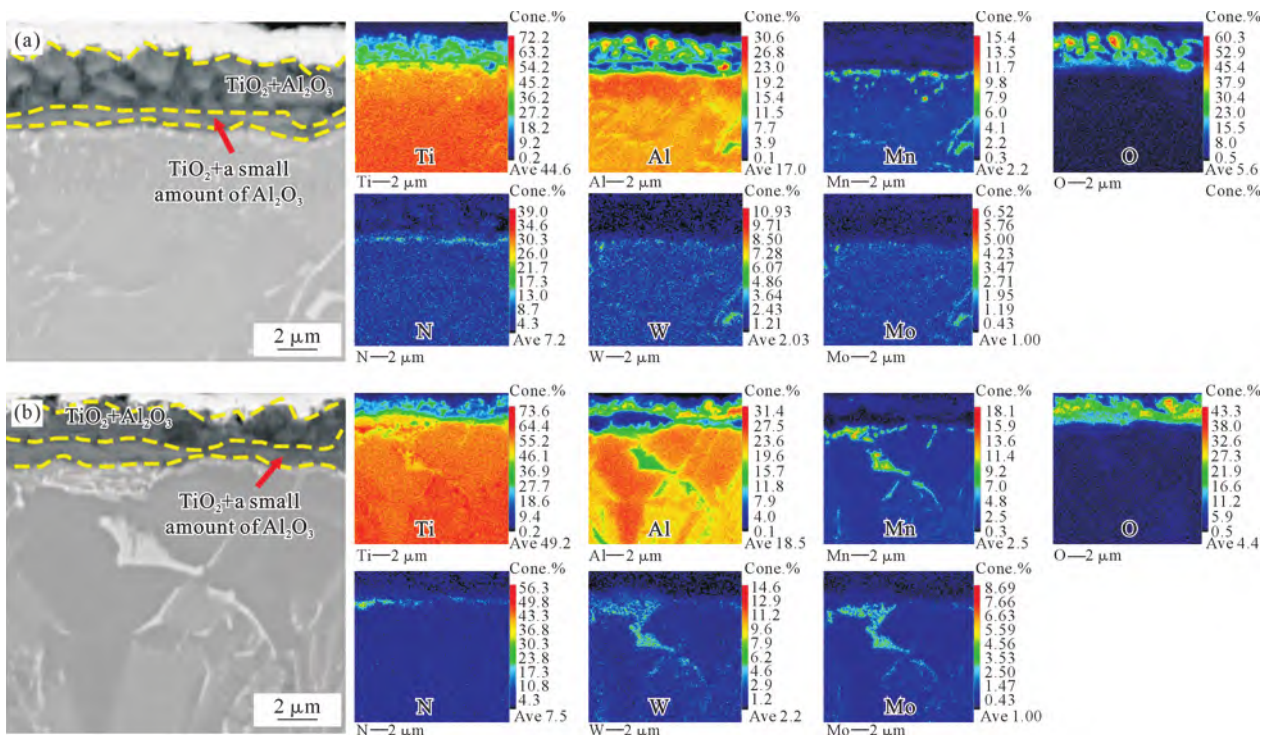 (a)
TiO₂+Al₂O₃
TiO₂+a small
amount of Al₂O₃
2 μm
Cone.%
72.2
63.2
54.2
45.2
36.2
27.2
18.2
9.2
0.2
Ave 44.6
Ti
Ti—2 μm
Cone.%
30.6
26.8
23.0
19.2
15.4
11.5
7.7
3.9
0.1
Ave 17.0
Al
Al—2 μm
Cone.%
15.4
13.5
11.7
9.8
7.9
6.0
4.1
2.2
0.3
Ave 2.2
Mn
Mn—2 μm
Cone.%
60.3
52.9
45.4
37.9
30.4
23.0
15.5
8.0
0.5
Ave 5.6
O
O—2 μm
Cone.%
Cone.%
39.0
34.6
30.3
26.0
21.7
17.3
13.0
8.7
4.3
Ave 7.2
N
N—2 μm
Cone.%
10.93
9.71
8.50
7.28
6.07
4.86
3.64
2.43
1.21
Ave 2.03
W
W—2 μm
Cone.%
6.52
5.76
5.00
4.23
3.47
2.71
1.95
1.19
0.43
Ave 1.00
Mo
Mo—2 μm
(b)
TiO₂+Al₂O₃
TiO₂+a small
amount of Al₂O₃
2 μm
Cone.%
73.6
64.4
55.2
46.1
36.9
27.7
18.6
9.4
0.2
Ave 49.2
Ti
Ti—2 μm
Cone.%
31.4
27.5
23.5
19.6
15.7
11.8
7.9
4.0
0.1
Ave 18.5
Al
Al—2 μm
Cone.%
18.1
15.9
13.6
11.4
9.2
7.0
4.8
2.5
0.3
Ave 2.5
Mn
Mn—2 μm
Cone.%
43.3
38.0
32.6
27.3
21.9
16.6
11.2
5.9
0.5
Ave 4.4
O
O—2 μm
Cone.%
56.3
49.8
43.3
36.8
30.3
23.8
17.3
10.8
4.3
Ave 7.5
N
N—2 μm
Cone.%
14.6
12.9
11.2
9.6
7.9
6.2
4.6
2.9
1.2
Ave 2.2
W
W—2 μm
Cone.%
8.69
7.66
6.63
5.59
4.56
3.53
2.50
1.47
0.43
Ave 1.00
Mo
Mo—2 μm